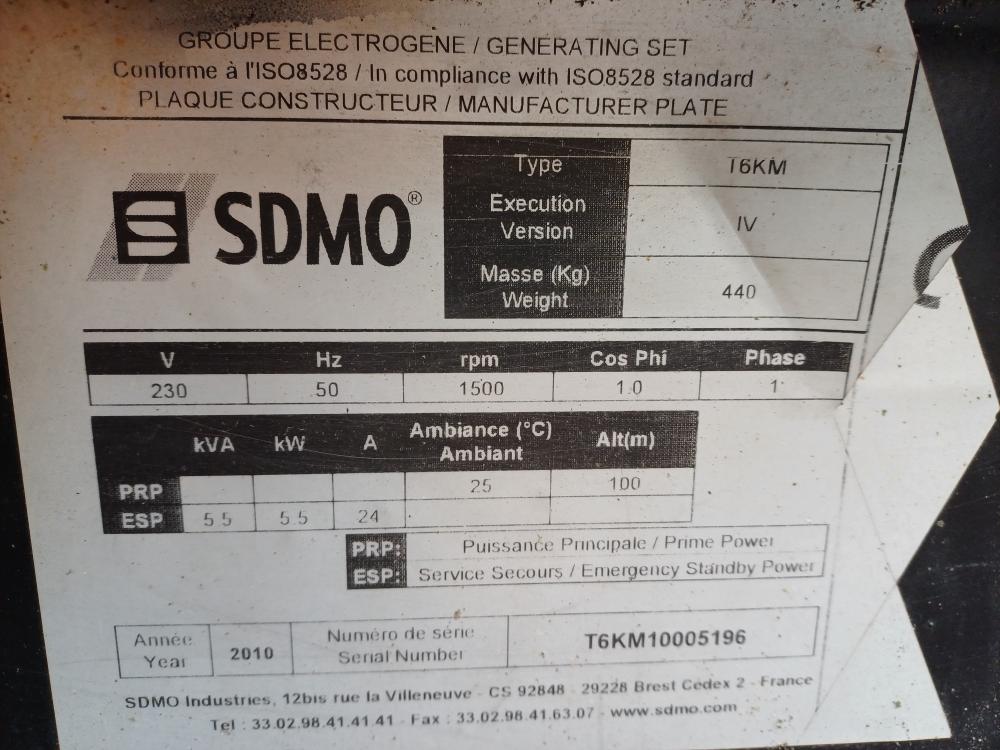 GROUPE ELECTROGENE / GENERATING SET
Conforme à l'ISO8528 / In compliance with ISO8528 standard
PLAQUE CONSTRUCTEUR / MANUFACTURER PLATE
SDMO®
Type T6KM
Execution
Version IV
Masse (Kg)
Weight 440
V Hz rpm Cos Phi Phase
230 50 1500 1.0 1
kVA kW A Ambiance (°C) Ambiant Alt(m)
PRP 25 100
ESP 5.5 5.5 24
PRP: Puissance Principale / Prime Power
ESP: Service Secours / Emergency Standby Power
Année
Year 2010 Numéro de série
Serial Number T6KM10005196
SDMO Industries, 12bis rue la Villeneuve - CS 92848 - 29228 Brest Cedex 2 - France
Tel : 33.02.98.41.41.41 - Fax : 33.02.98.41.63.07 - www.sdmo.com